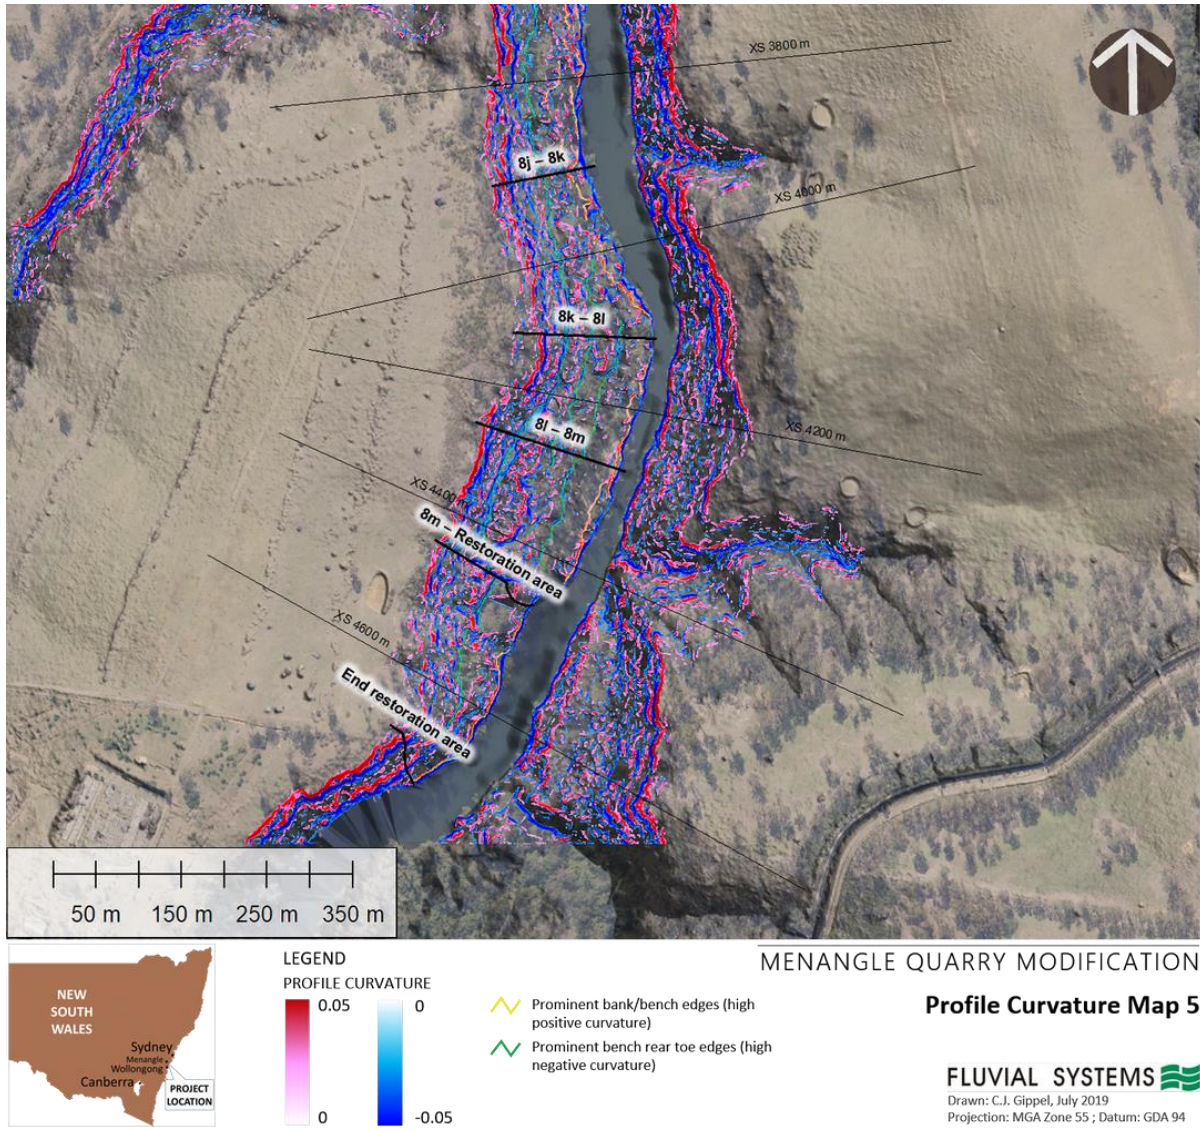 XS 3800 m
8j – 8k
XS 4000 m
8k – 8l
8l – 8m
XS 4200 m
XS 4400 m
8m – Restoration area
XS 4600 m
End restoration area
50 m 150 m 250 m 350 m
NEW
SOUTH
WALES
Sydney
Menangle
Wollongong
Canberra
PROJECT
LOCATION
LEGEND
PROFILE CURVATURE
0.05
0
0
-0.05
Prominent bank/bench edges (high
positive curvature)
Prominent bench rear toe edges (high
negative curvature)
MENANGLE QUARRY MODIFICATION
Profile Curvature Map 5
FLUVIAL SYSTEMS
Drawn: C.J. Gippel, July 2019
Projection: MGA Zone 55 ; Datum: GDA 94